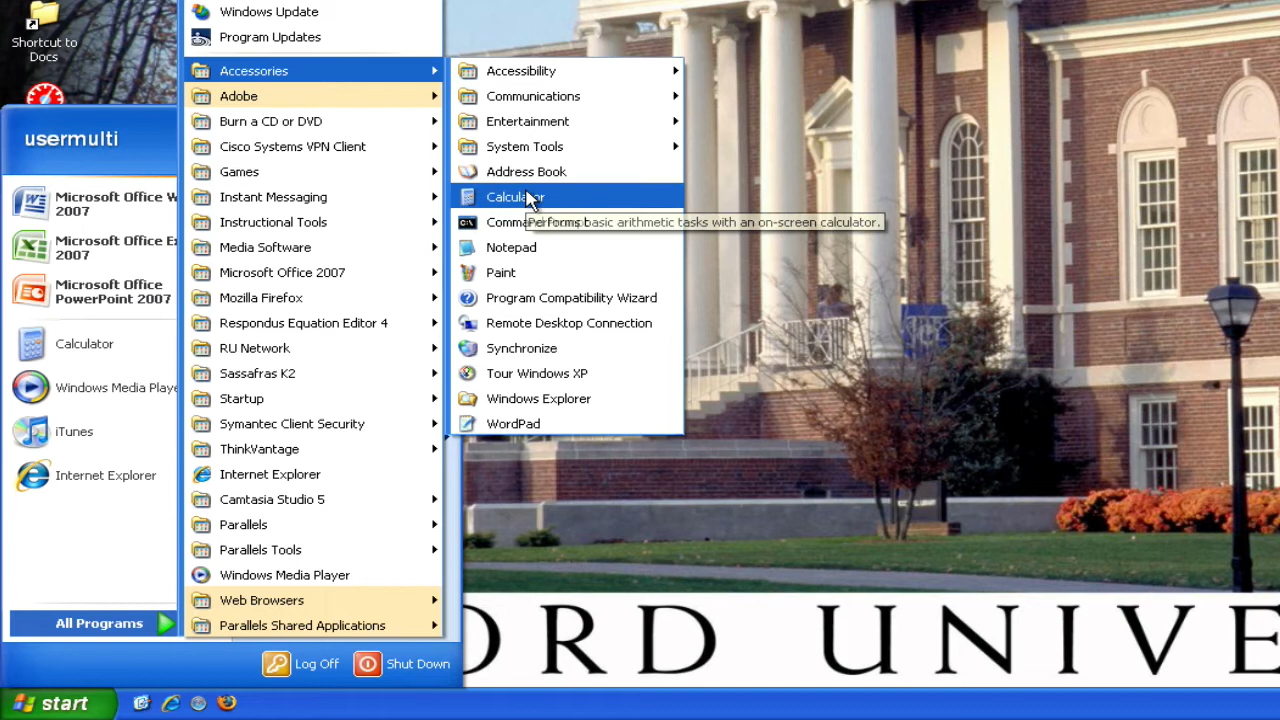 Shortcut to
Docs
usermulti
Microsoft Office W
2007
Microsoft Office Ex
2007
Microsoft Office
PowerPoint 2007
Calculator
Windows Media Playe
iTunes
Internet Explorer
All Programs
Windows Update
Program Updates
Accessories
Adobe
Burn a CD or DVD
Cisco Systems VPN Client
Games
Instant Messaging
Instructional Tools
Media Software
Microsoft Office 2007
Mozilla Firefox
Respondus Equation Editor 4
RU Network
Sassafras K2
Startup
Symantec Client Security
ThinkVantage
Internet Explorer
Camtasia Studio 5
Parallels
Parallels Tools
Windows Media Player
Web Browsers
Parallels Shared Applications
Accessibility
Communications
Entertainment
System Tools
Address Book
Calculator
Performs basic arithmetic tasks with an on-screen calculator.
Notepad
Paint
Program Compatibility Wizard
Remote Desktop Connection
Synchronize
Tour Windows XP
Windows Explorer
WordPad
Log Off
Shut Down
ORD UNIVE
start